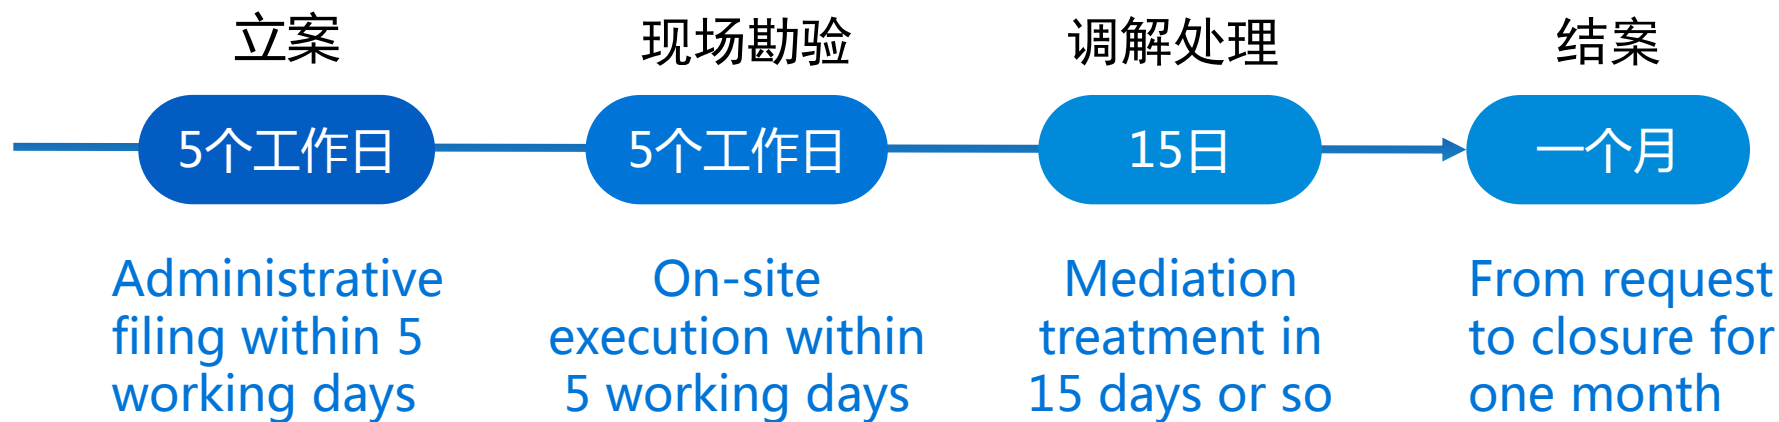 立案
现场勘验
调解处理
结案
5个工作日
5个工作日
15日
一个月
Administrative
filing within 5
working days
On-site
execution within
5 working days
Mediation
treatment in
15 days or so
From request
to closure for
one month